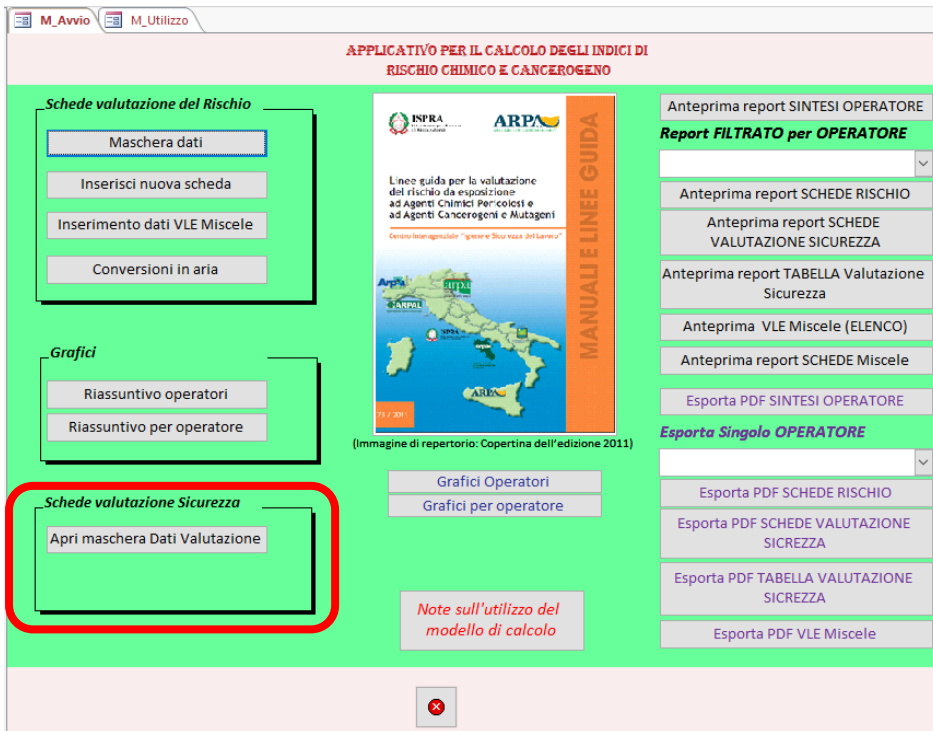 M_Avvio
M_Utilizzo
APPLICATIVO PER IL CALCOLO DEGLI INDICI DI
RISCHIO CHIMICO E CANCEROGENO
Schede valutazione del Rischio
Maschera dati
Inserisci nuova scheda
Inserimento dati VLE Miscele
Conversioni in aria
Grafici
Riassuntivo operatori
Riassuntivo per operatore
Schede valutazione Sicurezza
Apri maschera Dati Valutazione
ISPRA
ARPA
Linee guida per la valutazione
del rischio da esposizione
ad Agenti Chimici Pericolosi e
ad Agenti Cancerogeni e Mutageni
Centro Interagenziale "Igiene e Sicurezza del Lavoro"
MANUALI E LINEE GUIDA
Arpa
arpa
ARPAL
ISPRA
ARPA
71 / 2011
(Immagine di repertorio: Copertina dell'edizione 2011)
Grafici Operatori
Grafici per operatore
Note sull'utilizzo del
modello di calcolo
Anteprima report SINTESI OPERATORE
Report FILTRATO per OPERATORE
Anteprima report SCHEDE RISCHIO
Anteprima report SCHEDE
VALUTAZIONE SICUREZZA
Anteprima report TABELLA Valutazione
Sicurezza
Anteprima VLE Miscele (ELENCO)
Anteprima report SCHEDE Miscele
Esporta PDF SINTESI OPERATORE
Esporta Singolo OPERATORE
Esporta PDF SCHEDE RISCHIO
Esporta PDF SCHEDE VALUTAZIONE
SICREZZA
Esporta PDF TABELLA VALUTAZIONE
SICREZZA
Esporta PDF VLE Miscele